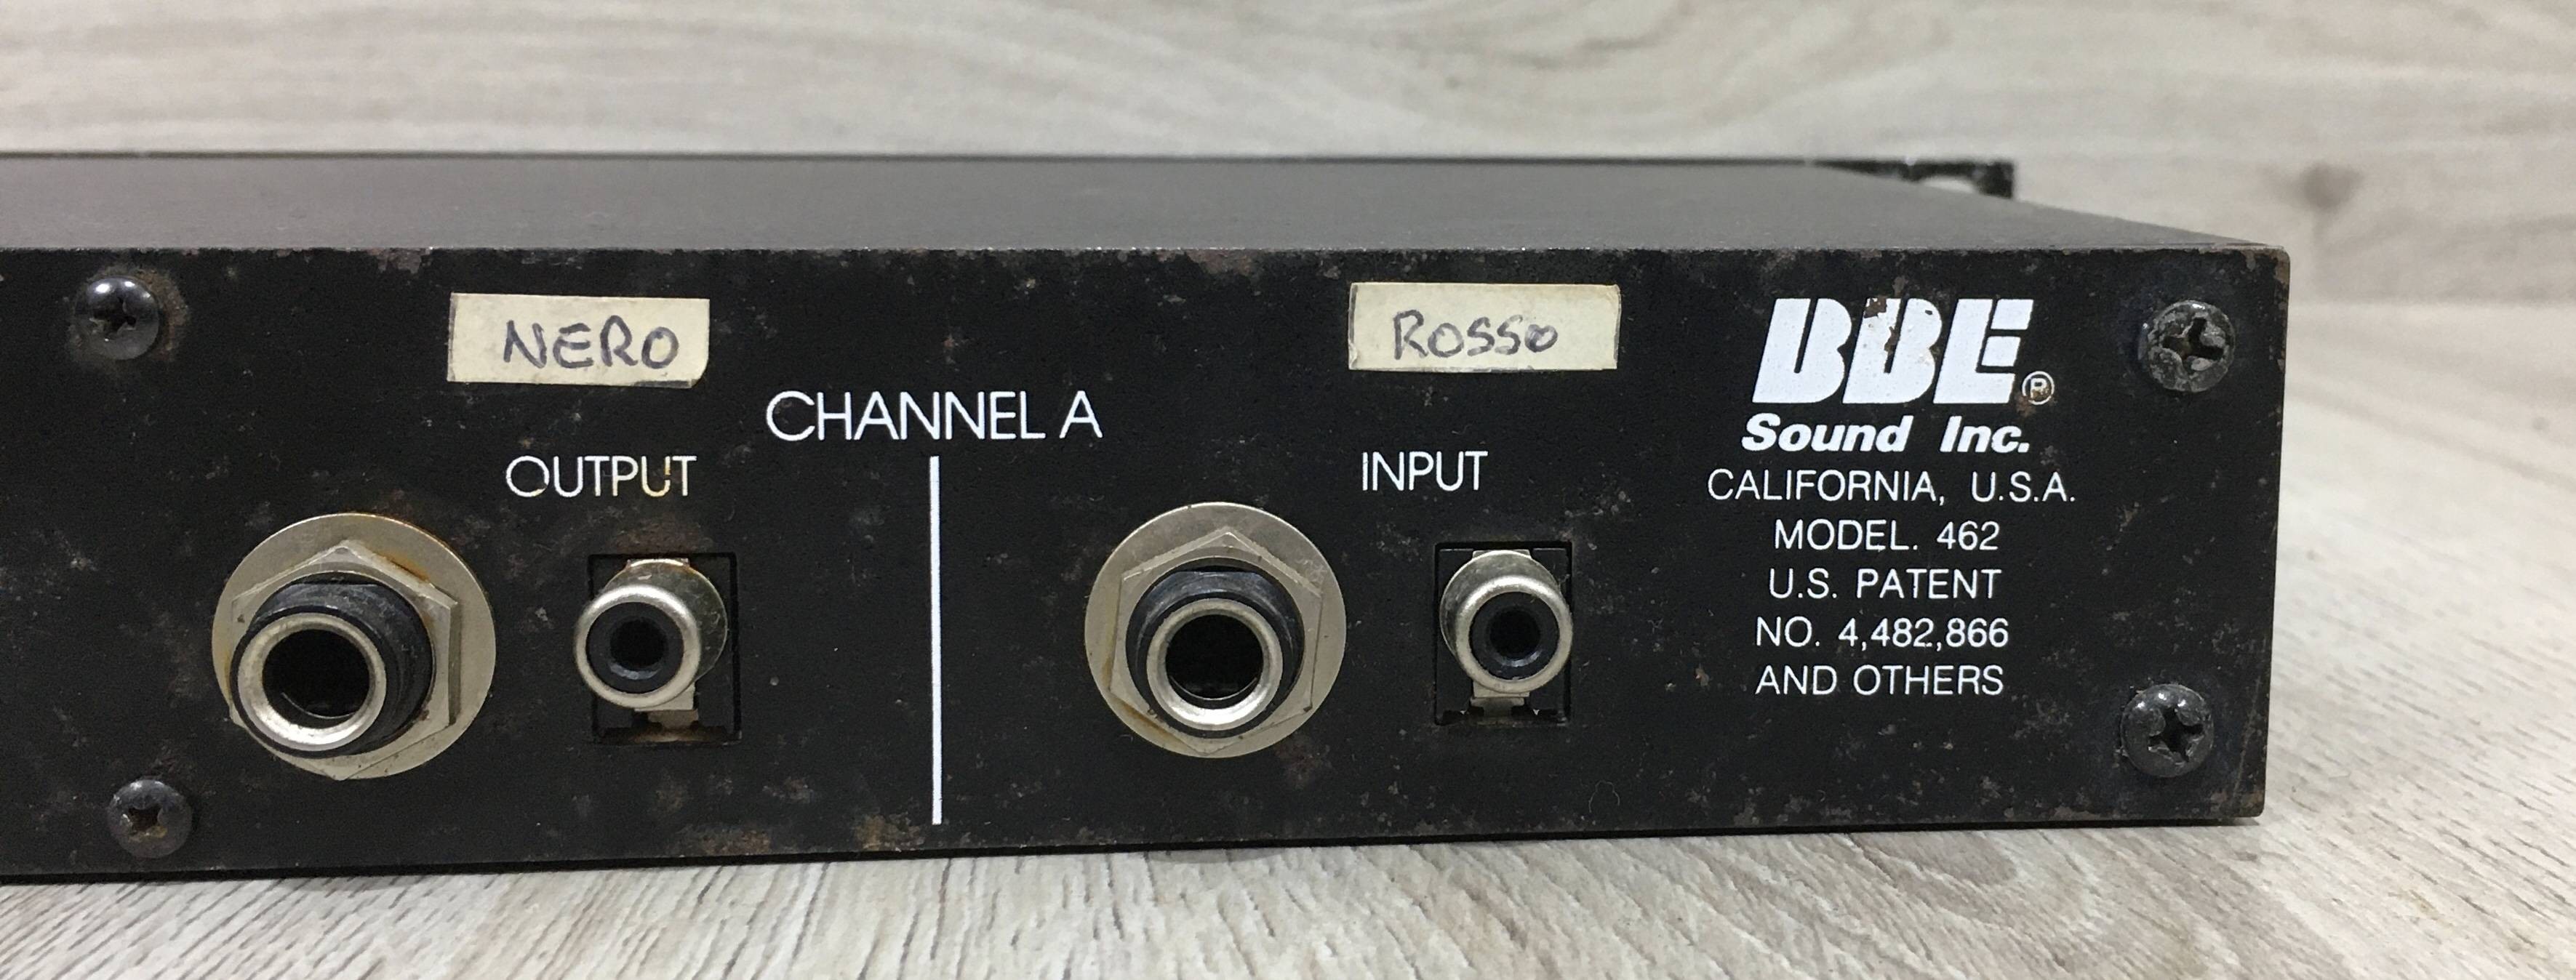 NERO
ROSSO
CHANNEL A
OUTPUT
INPUT
BBE®
Sound Inc.
CALIFORNIA, U.S.A.
MODEL. 462
U.S. PATENT
NO. 4,482,866
AND OTHERS